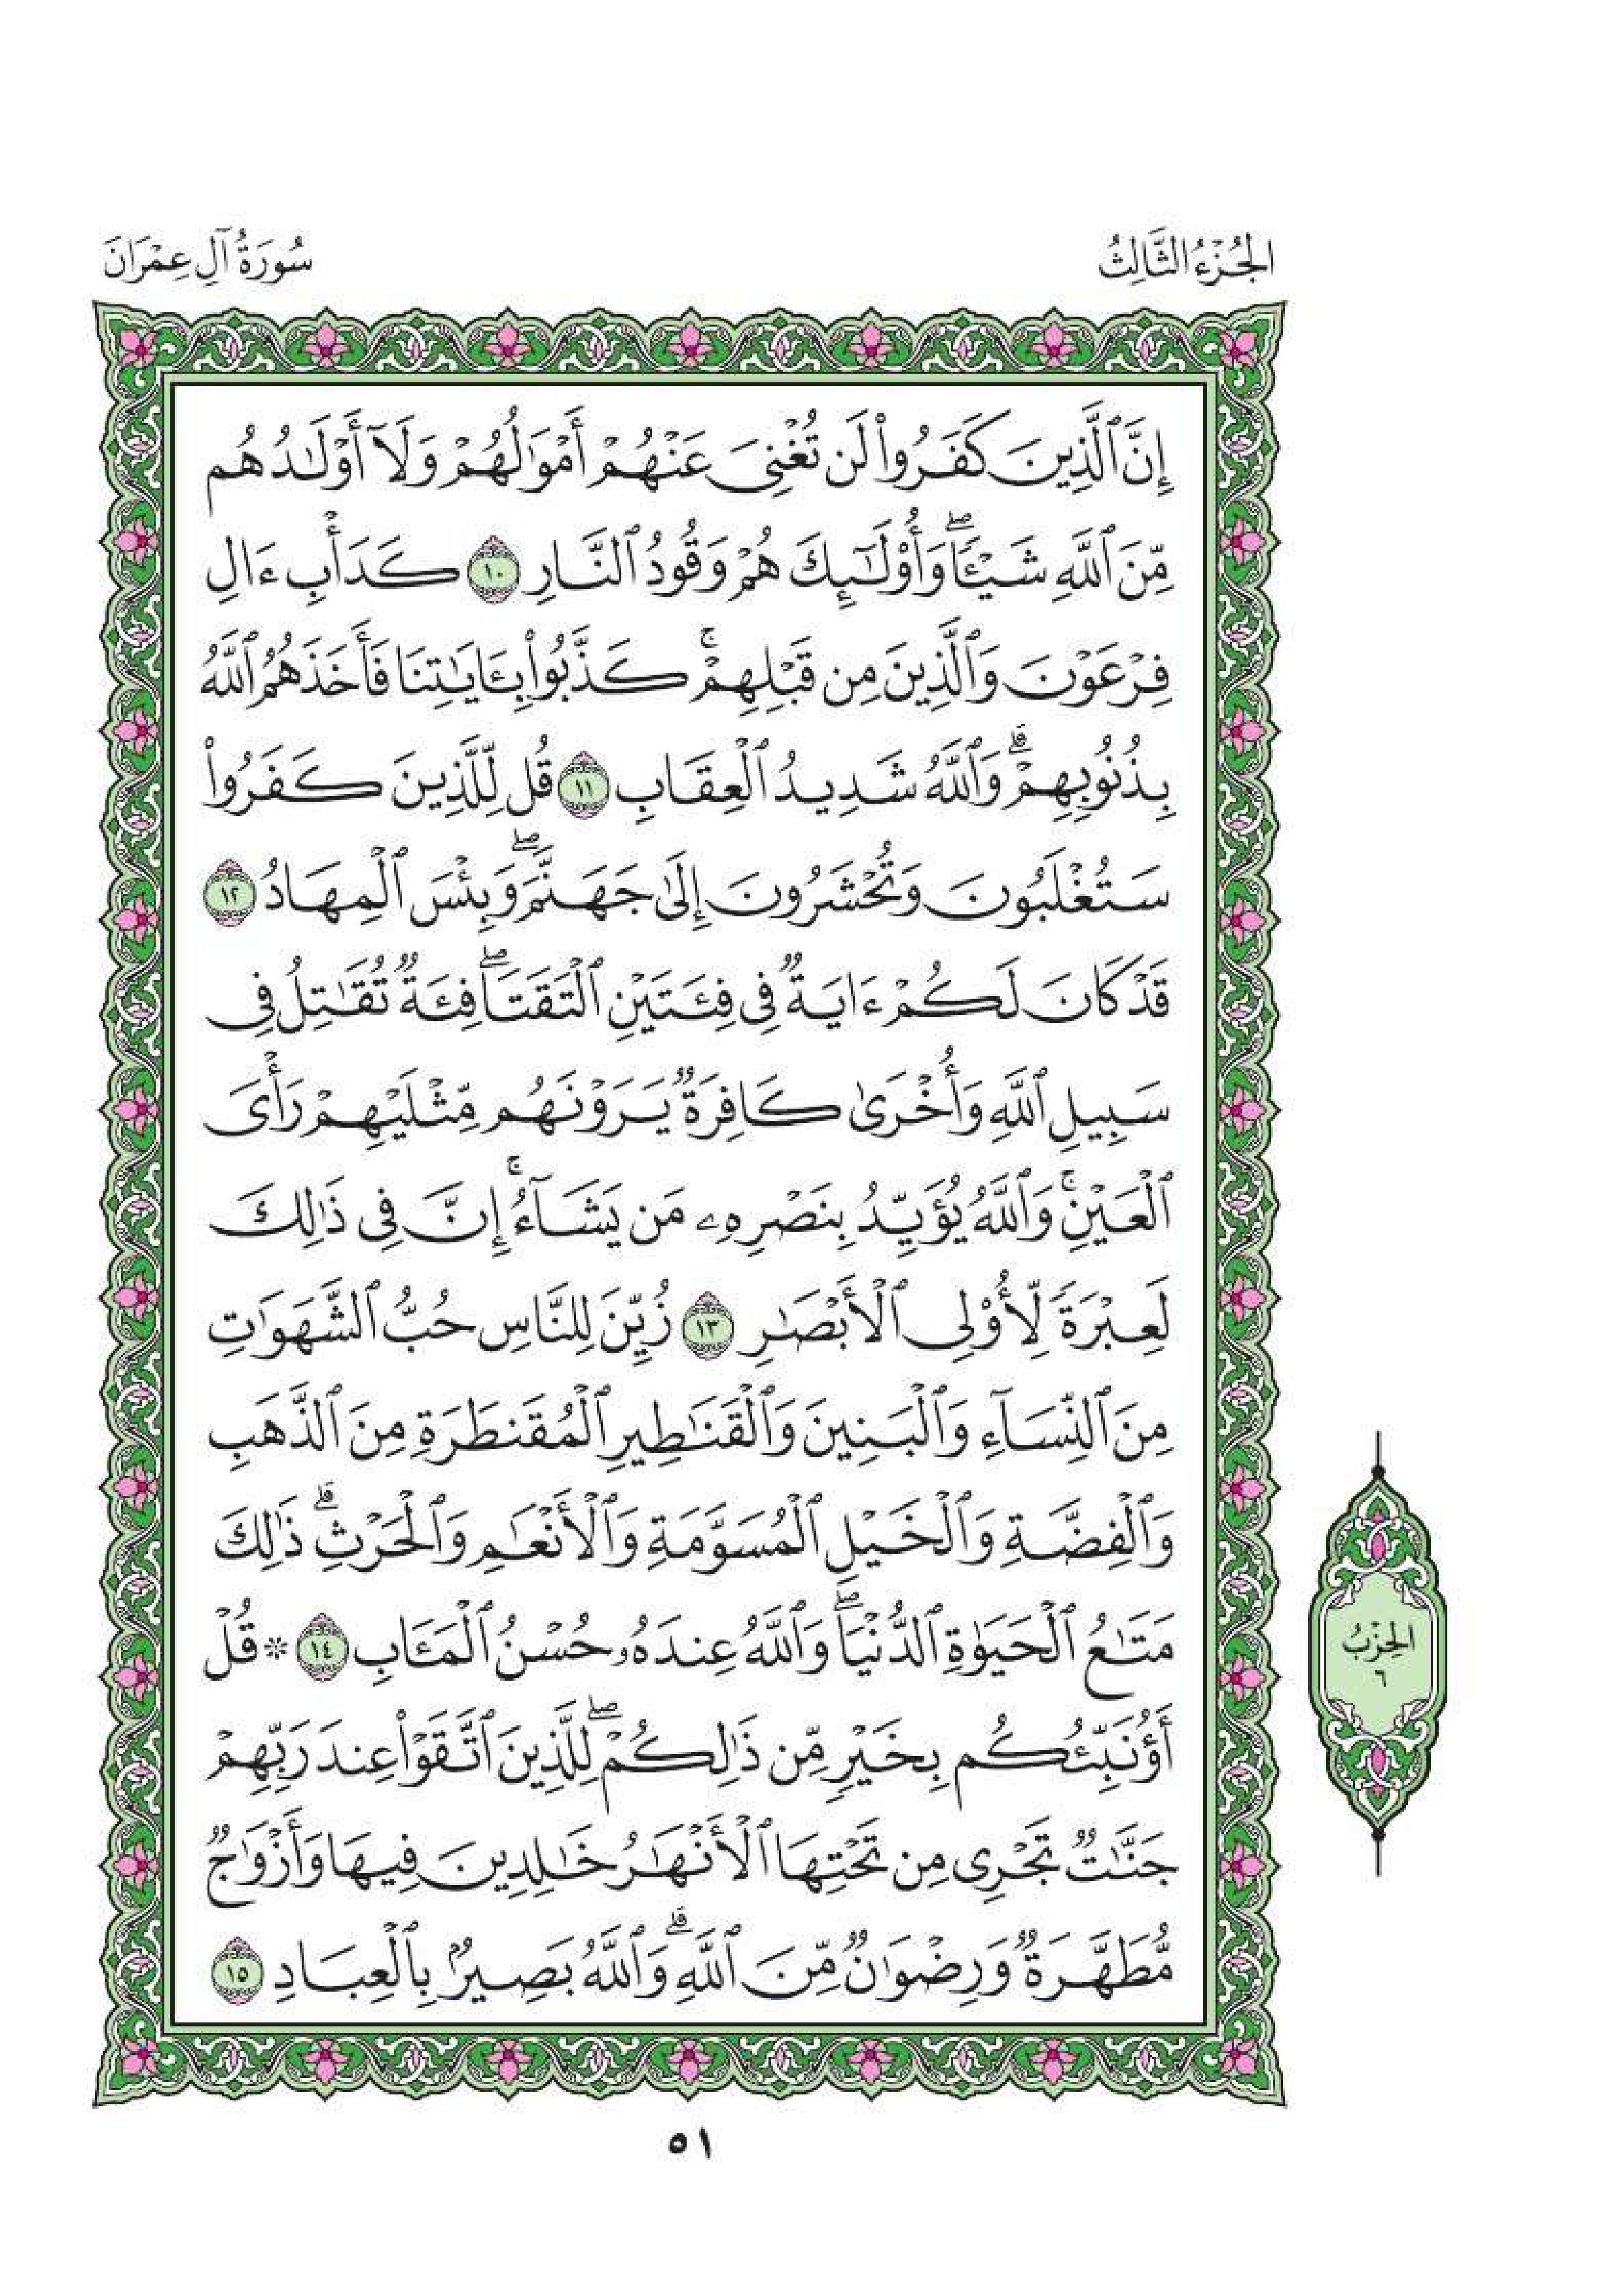 الجُزْءُ الثَّالِثُ
سُورَةُ آلِ عِمْرَانَ
إِنَّ ٱلَّذِينَ كَفَرُواْ لَن تُغْنِىَ عَنْهُمْ أَمْوَٰلُهُمْ وَلَآ أَوْلَٰدُهُم
مِّنَ ٱللَّهِ شَيْـًٔاۖ وَأُوْلَٰٓئِكَ هُمْ وَقُودُ ٱلنَّارِ ١٠ كَدَأْبِ ءَالِ
فِرْعَوْنَ وَٱلَّذِينَ مِن قَبْلِهِمْۚ كَذَّبُواْ بِـَٔايَٰتِنَا فَأَخَذَهُمُ ٱللَّهُ
بِذُنُوبِهِمْۗ وَٱللَّهُ شَدِيدُ ٱلْعِقَابِ ١١ قُل لِّلَّذِينَ كَفَرُواْ
سَتُغْلَبُونَ وَتُحْشَرُونَ إِلَىٰ جَهَنَّمَۖ وَبِئْسَ ٱلْمِهَادُ ١٢
قَدْ كَانَ لَكُمْ ءَايَةٌ فِى فِئَتَيْنِ ٱلْتَقَتَاۖ فِئَةٌ تُقَٰتِلُ فِى
سَبِيلِ ٱللَّهِ وَأُخْرَىٰ كَافِرَةٌ يَرَوْنَهُم مِّثْلَيْهِمْ رَأْىَ
ٱلْعَيْنِۚ وَٱللَّهُ يُؤَيِّدُ بِنَصْرِهِۦ مَن يَشَآءُۚ إِنَّ فِى ذَٰلِكَ
لَعِبْرَةً لِّأُوْلِى ٱلْأَبْصَٰرِ ١٣ زُيِّنَ لِلنَّاسِ حُبُّ ٱلشَّهَوَٰتِ
مِنَ ٱلنِّسَآءِ وَٱلْبَنِينَ وَٱلْقَنَٰطِيرِ ٱلْمُقَنطَرَةِ مِنَ ٱلذَّهَبِ
وَٱلْفِضَّةِ وَٱلْخَيْلِ ٱلْمُسَوَّمَةِ وَٱلْأَنْعَٰمِ وَٱلْحَرْثِۗ ذَٰلِكَ
مَتَٰعُ ٱلْحَيَوٰةِ ٱلدُّنْيَاۖ وَٱللَّهُ عِندَهُۥ حُسْنُ ٱلْمَـَٔابِ ١٤ * قُلْ
أَؤُنَبِّئُكُم بِخَيْرٍ مِّن ذَٰلِكُمْۖ لِلَّذِينَ ٱتَّقَوْاْ عِندَ رَبِّهِمْ
جَنَّٰتٌ تَجْرِى مِن تَحْتِهَا ٱلْأَنْهَٰرُ خَٰلِدِينَ فِيهَا وَأَزْوَٰجٌ
مُّطَهَّرَةٌ وَرِضْوَٰنٌ مِّنَ ٱللَّهِۗ وَٱللَّهُ بَصِيرٌۢ بِٱلْعِبَادِ ١٥
الحِزْبُ
٦
٥١